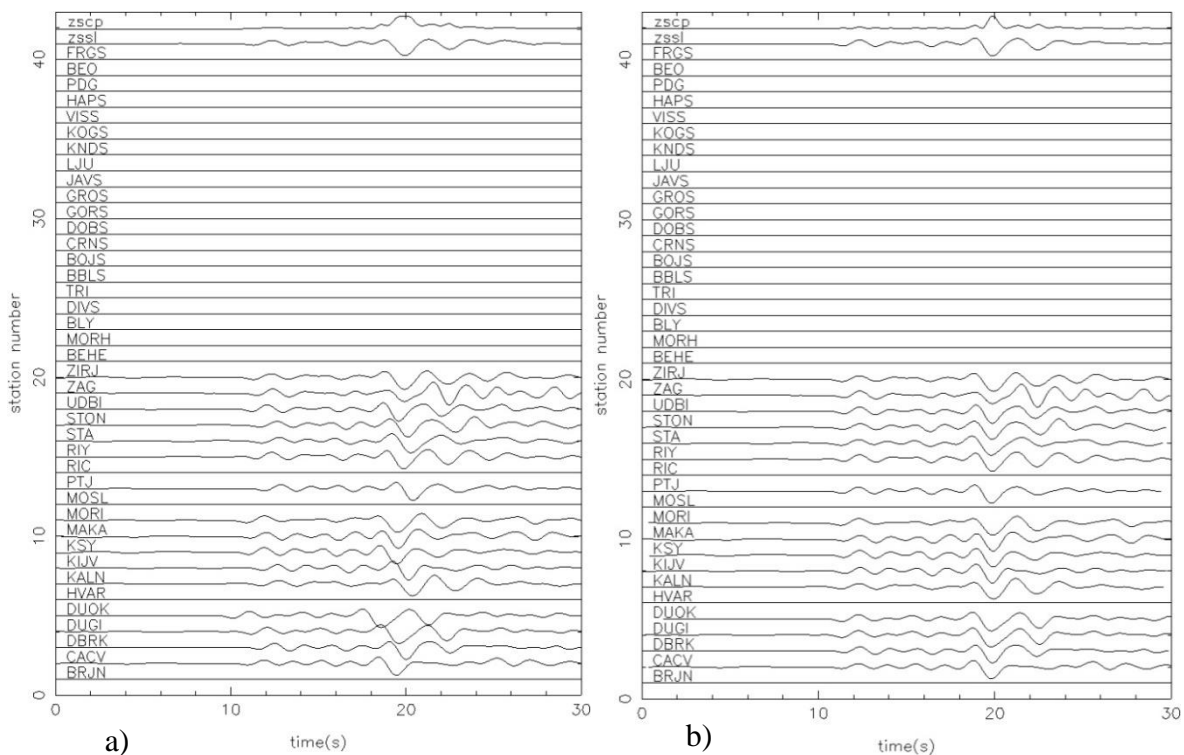 zscp
zssl
FRGS
BEO
PDG
HAPS
VISS
KOGS
KNDS
LJU
JAVS
GROS
GORS
DOBS
CRNS
BOJS
BBLS
TRI
DIVS
BLY
MORH
BEHE
ZIRJ
ZAG
UDBI
STON
STA
RIY
RIC
PTJ
MOSL
MORI
MAKA
KSY
KIJV
KALN
HVAR
DUOK
DUGI
DBRK
CACV
BRJN
40
30
20
10
0
station number
0 10 20 30
time(s)
a)
zscp
zssl
FRGS
BEO
PDG
HAPS
VISS
KOGS
KNDS
LJU
JAVS
GROS
GORS
DOBS
CRNS
BOJS
BBLS
TRI
DIVS
BLY
MORH
BEHE
ZIRJ
ZAG
UDBI
STON
STA
RIY
RIC
PTJ
MOSL
MORI
MAKA
KSY
KIJV
KALN
HVAR
DUOK
DUGI
DBRK
CACV
BRJN
40
30
20
10
0
station number
0 10 20 30
time(s)
b)